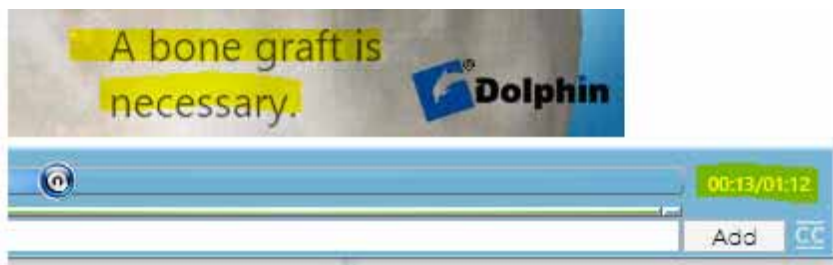 A bone graft is
necessary.
Dolphin
00:13/01:12
Add CC